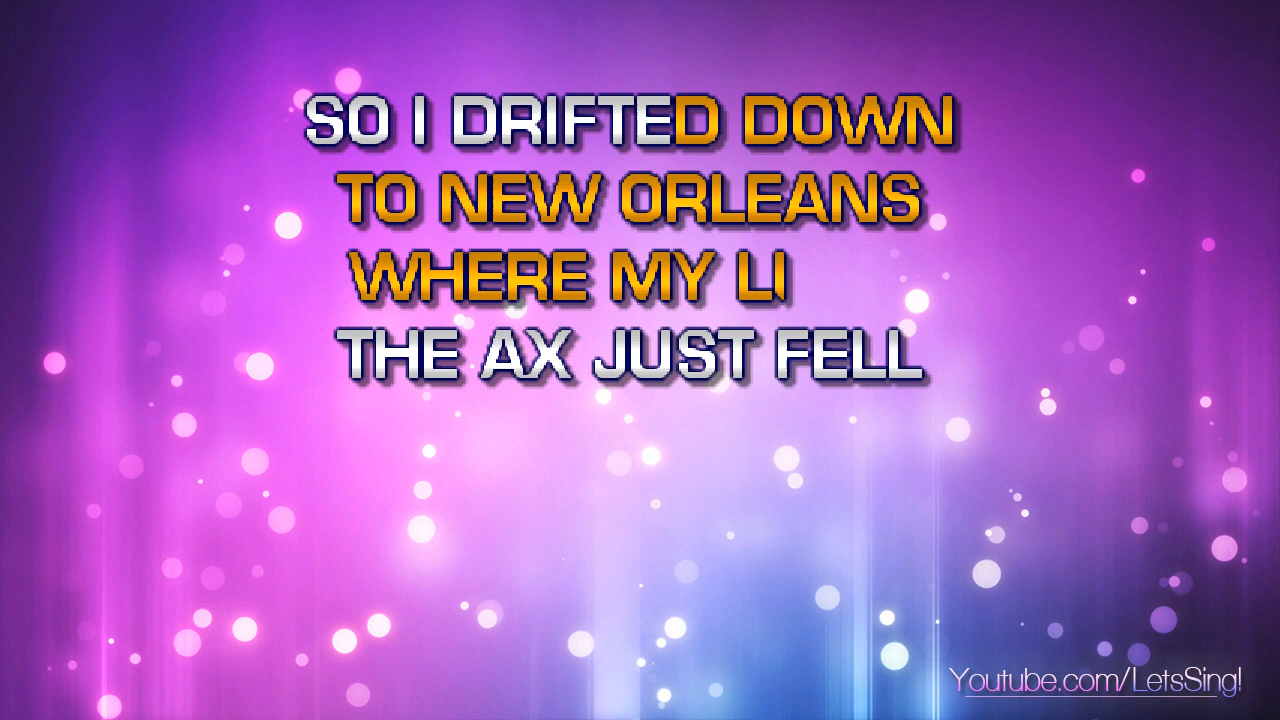 SO I DRIFTED DOWN
TO NEW ORLEANS
WHERE MY LI
THE AX JUST FELL
Youtube.com/LetsSing!